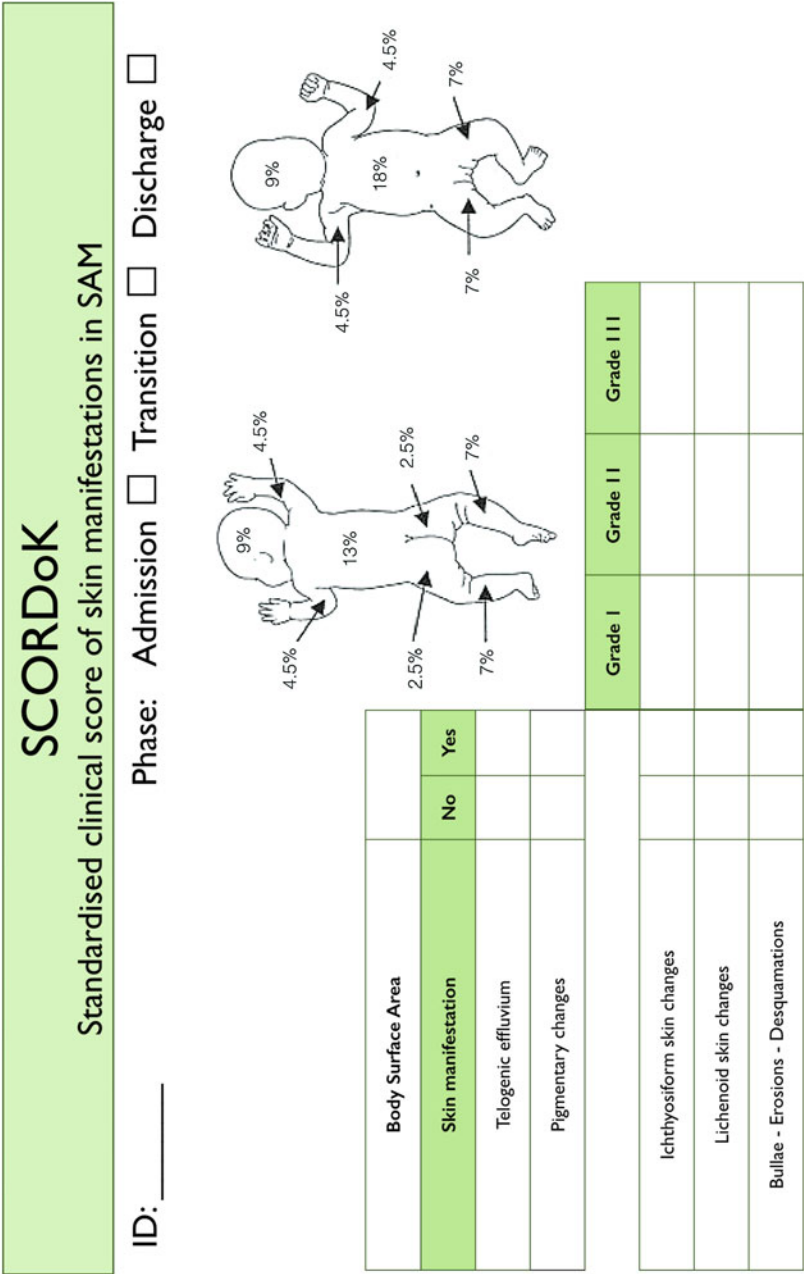 SCORDoK
Standardised clinical score of skin manifestations in SAM
ID: ________ Phase: Admission □ Transition □ Discharge □
9%
4.5%
4.5%
13%
2.5%
2.5%
7%
7%
9%
4.5%
4.5%
18%
7%
7%
Body Surface Area
Skin manifestation No Yes
Telogenic effluvium
Pigmentary changes
Grade I Grade II Grade III
Ichthyosiform skin changes
Lichenoid skin changes
Bullae - Erosions - Desquamations